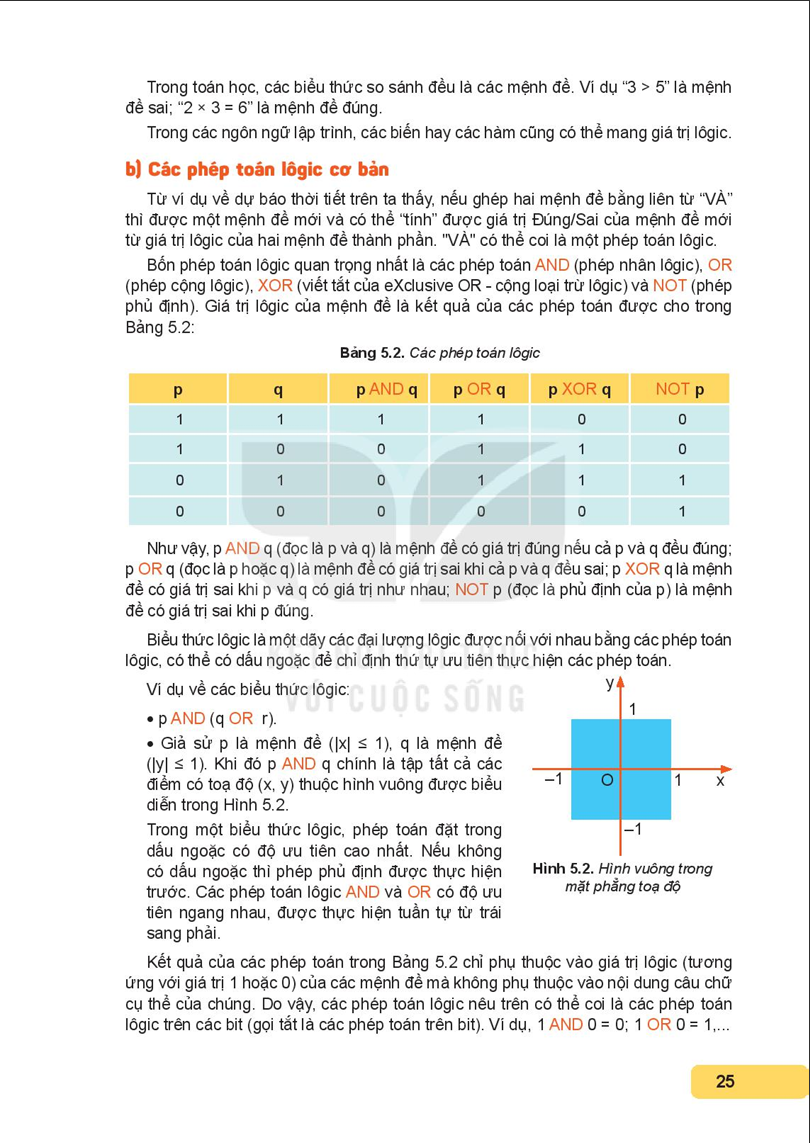 Trong toán học, các biểu thức so sánh đều là các mệnh đề. Ví dụ “3 > 5” là mệnh
đề sai; “2 × 3 = 6” là mệnh đề đúng.
Trong các ngôn ngữ lập trình, các biến hay các hàm cũng có thể mang giá trị lôgic.
b) Các phép toán lôgic cơ bản
Từ ví dụ về dự báo thời tiết trên ta thấy, nếu ghép hai mệnh đề bằng liên từ “VÀ”
thì được một mệnh đề mới và có thể “tính” được giá trị Đúng/Sai của mệnh đề mới
từ giá trị lôgic của hai mệnh đề thành phần. "VÀ" có thể coi là một phép toán lôgic.
Bốn phép toán lôgic quan trọng nhất là các phép toán AND (phép nhân lôgic), OR
(phép cộng lôgic), XOR (viết tắt của eXclusive OR - cộng loại trừ lôgic) và NOT (phép
phủ định). Giá trị lôgic của mệnh đề là kết quả của các phép toán được cho trong
Bảng 5.2:
Bảng 5.2. Các phép toán lôgic
p q p AND q p OR q p XOR q NOT p
1 1 1 1 0 0
1 0 0 1 1 0
0 1 0 1 1 1
0 0 0 0 0 1
Như vậy, p AND q (đọc là p và q) là mệnh đề có giá trị đúng nếu cả p và q đều đúng;
p OR q (đọc là p hoặc q) là mệnh đề có giá trị sai khi cả p và q đều sai; p XOR q là mệnh
đề có giá trị sai khi p và q có giá trị như nhau; NOT p (đọc là phủ định của p) là mệnh
đề có giá trị sai khi p đúng.
Biểu thức lôgic là một dãy các đại lượng lôgic được nối với nhau bằng các phép toán
lôgic, có thể có dấu ngoặc để chỉ định thứ tự ưu tiên thực hiện các phép toán.
KẾT NỐI TRI THỨC
VỚI CUỘC SỐNG
Ví dụ về các biểu thức lôgic:
• p AND (q OR r).
• Giả sử p là mệnh đề (|x| ≤ 1), q là mệnh đề
(|y| ≤ 1). Khi đó p AND q chính là tập tất cả các
điểm có toạ độ (x, y) thuộc hình vuông được biểu
diễn trong Hình 5.2.
Trong một biểu thức lôgic, phép toán đặt trong
dấu ngoặc có độ ưu tiên cao nhất. Nếu không
có dấu ngoặc thì phép phủ định được thực hiện
trước. Các phép toán lôgic AND và OR có độ ưu
tiên ngang nhau, được thực hiện tuần tự từ trái
sang phải.
y
1
–1 O 1 x
–1
Hình 5.2. Hình vuông trong
mặt phẳng toạ độ
Kết quả của các phép toán trong Bảng 5.2 chỉ phụ thuộc vào giá trị lôgic (tương
ứng với giá trị 1 hoặc 0) của các mệnh đề mà không phụ thuộc vào nội dung câu chữ
cụ thể của chúng. Do vậy, các phép toán lôgic nêu trên có thể coi là các phép toán
lôgic trên các bit (gọi tắt là các phép toán trên bit). Ví dụ, 1 AND 0 = 0; 1 OR 0 = 1,...
25